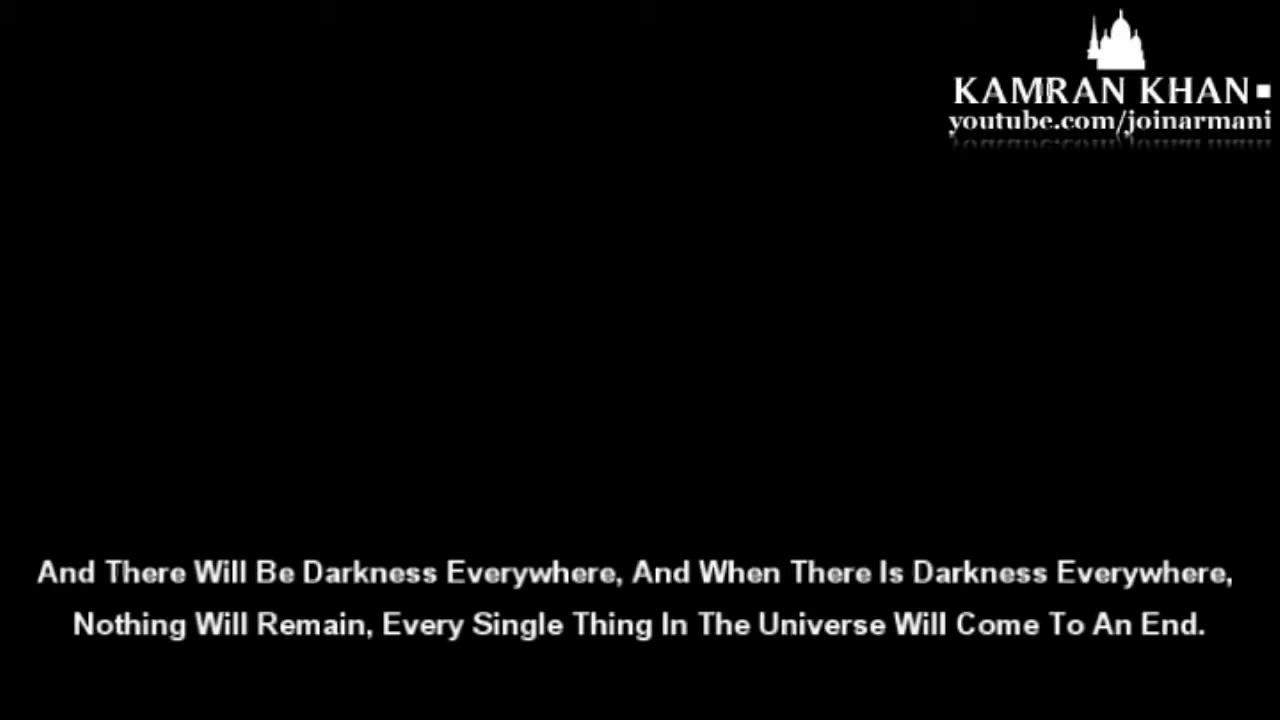 KAMRAN KHAN
youtube.com/joinarmani
And There Will Be Darkness Everywhere, And When There Is Darkness Everywhere,
Nothing Will Remain, Every Single Thing In The Universe Will Come To An End.